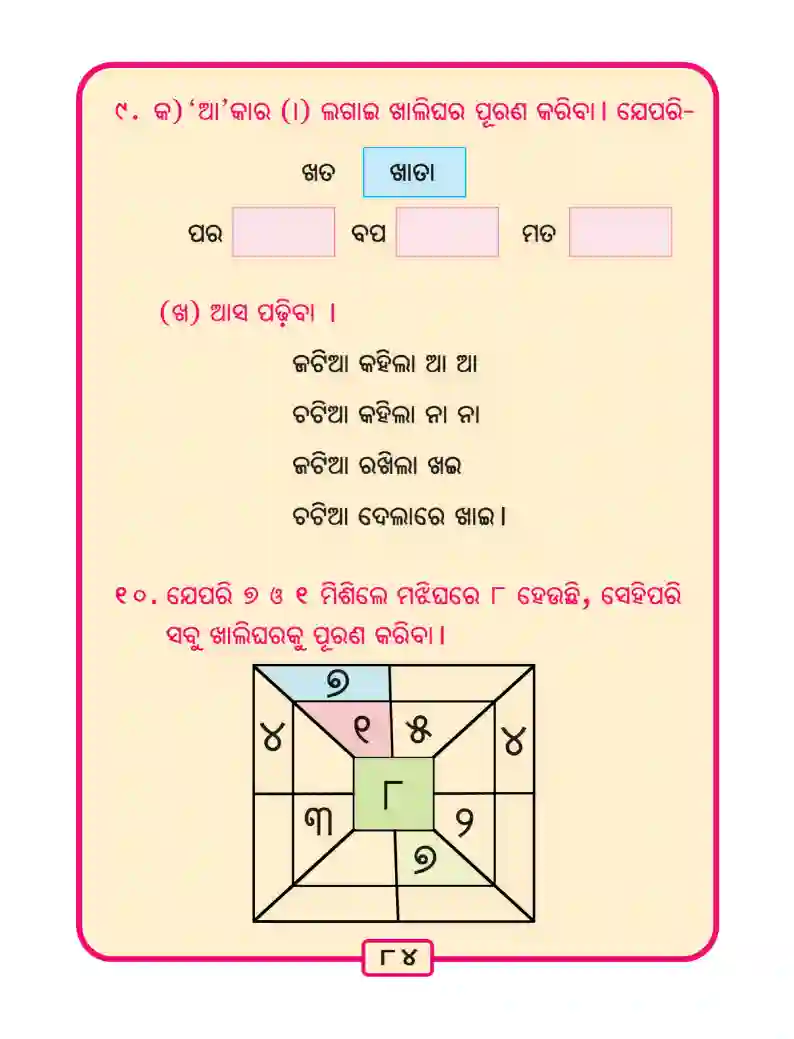 ୯. କ) ‘ଆ’କାର (ା) ଲଗାଇ ଖାଲିଘର ପୂରଣ କରିବା। ଯେପରି-
ଖତ ଖାତା
ପର ବପ ମତ
(ଖ) ଆସ ପଢ଼ିବା ।
ଜଟିଆ କହିଲା ଆ ଆ
ଚଟିଆ କହିଲା ନା ନା
ଜଟିଆ ରଖିଲା ଖଇ
ଚଟିଆ ଦେଲାରେ ଖାଇ।
୧୦. ଯେପରି ୭ ଓ ୧ ମିଶିଲେ ମଝିଘରେ ୮ ହେଉଛି, ସେହିପରି
ସବୁ ଖାଲିଘରକୁ ପୂରଣ କରିବା।
୭
୪ ୧ ୫ ୪
୮
୩ ୨
୭
୮୪